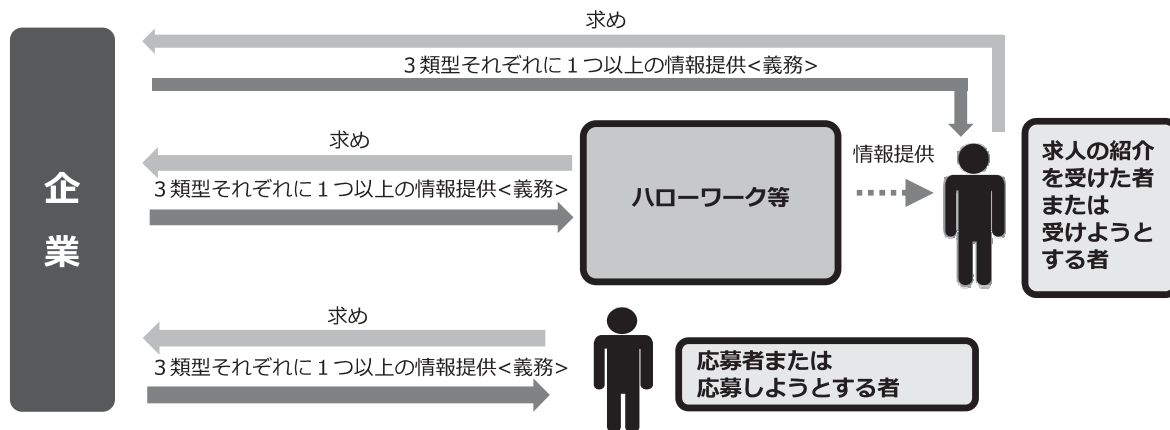 求め
3類型それぞれに1つ以上の情報提供<義務>
求め
3類型それぞれに1つ以上の情報提供<義務>
ハローワーク等
情報提供
求人の紹介
を受けた者
または
受けようと
する者
企
業
求め
3類型それぞれに1つ以上の情報提供<義務>
応募者または
応募しようとする者